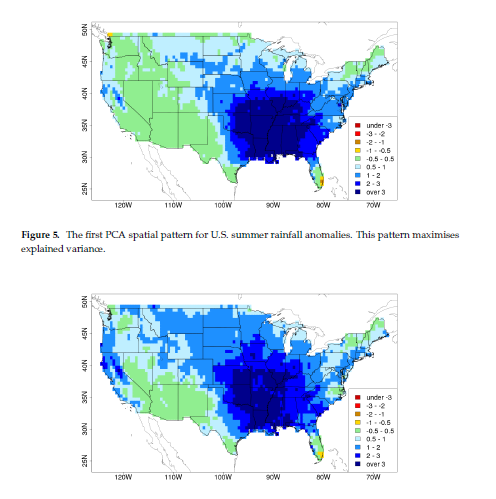 50N
45N
40N
35N
30N
25N
under -3
-3 - -2
-2 - -1
-1 - -0.5
-0.5 - 0.5
0.5 - 1
1 - 2
2 - 3
over 3
120W 110W 100W 90W 80W 70W
Figure 5. The first PCA spatial pattern for U.S. summer rainfall anomalies. This pattern maximises
explained variance.
50N
45N
40N
35N
30N
25N
under -3
-3 - -2
-2 - -1
-1 - -0.5
-0.5 - 0.5
0.5 - 1
1 - 2
2 - 3
over 3
120W 110W 100W 90W 80W 70W